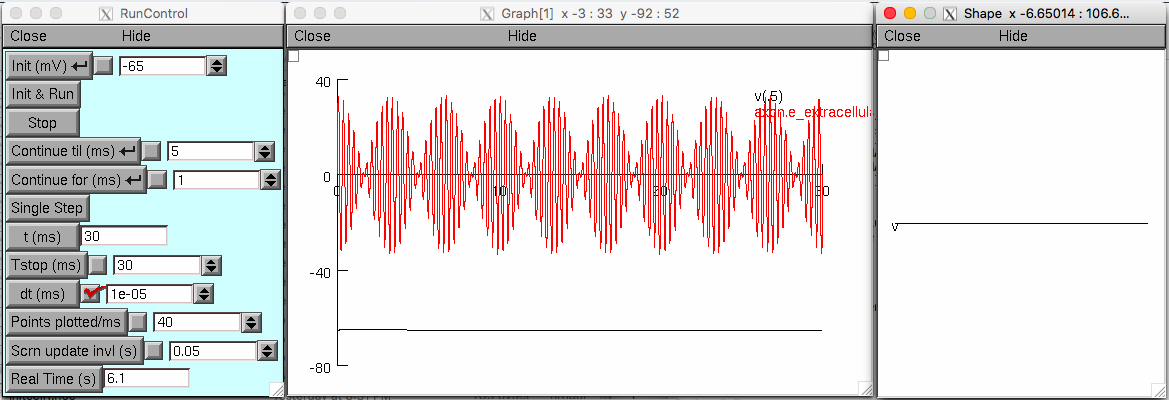 RunControl
Close Hide
Init (mV) -65
Init & Run
Stop
Continue til (ms) 5
Continue for (ms) 1
Single Step
t (ms) 30
Tstop (ms) 30
dt (ms) 1e-05
Points plotted/ms 40
Scrn update invl (s) 0.05
Real Time (s) 6.1
Graph[1] x -3 : 33 y -92 : 52
Close Hide
40
v(.5)
axon.e_extracellula
0
0 10 20 30
-40
-80
Shape x -6.65014 : 106.6...
Close Hide
v